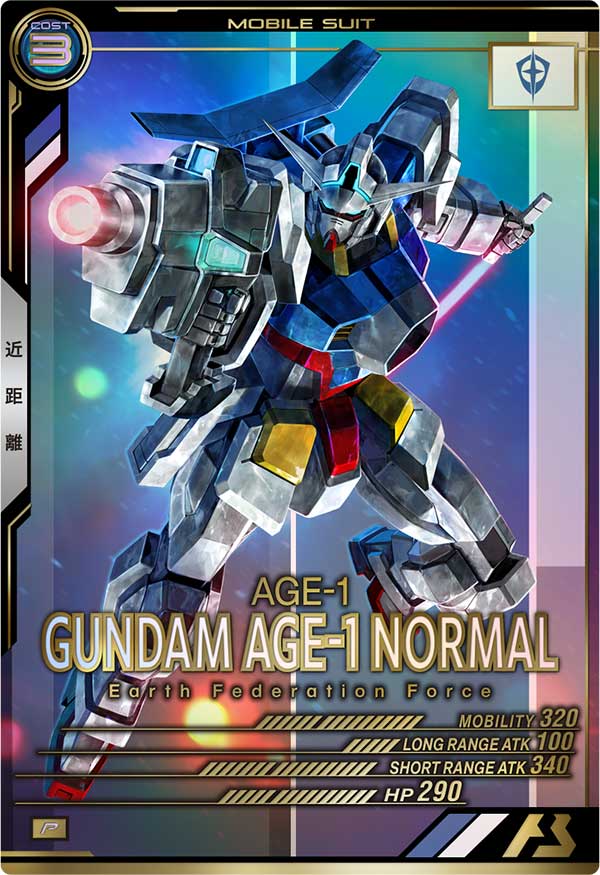 MOBILE SUIT
COST
3
近距離
AGE-1
GUNDAM AGE-1 NORMAL
Earth Federation Force
MOBILITY 320
LONG RANGE ATK 100
SHORT RANGE ATK 340
HP 290
P